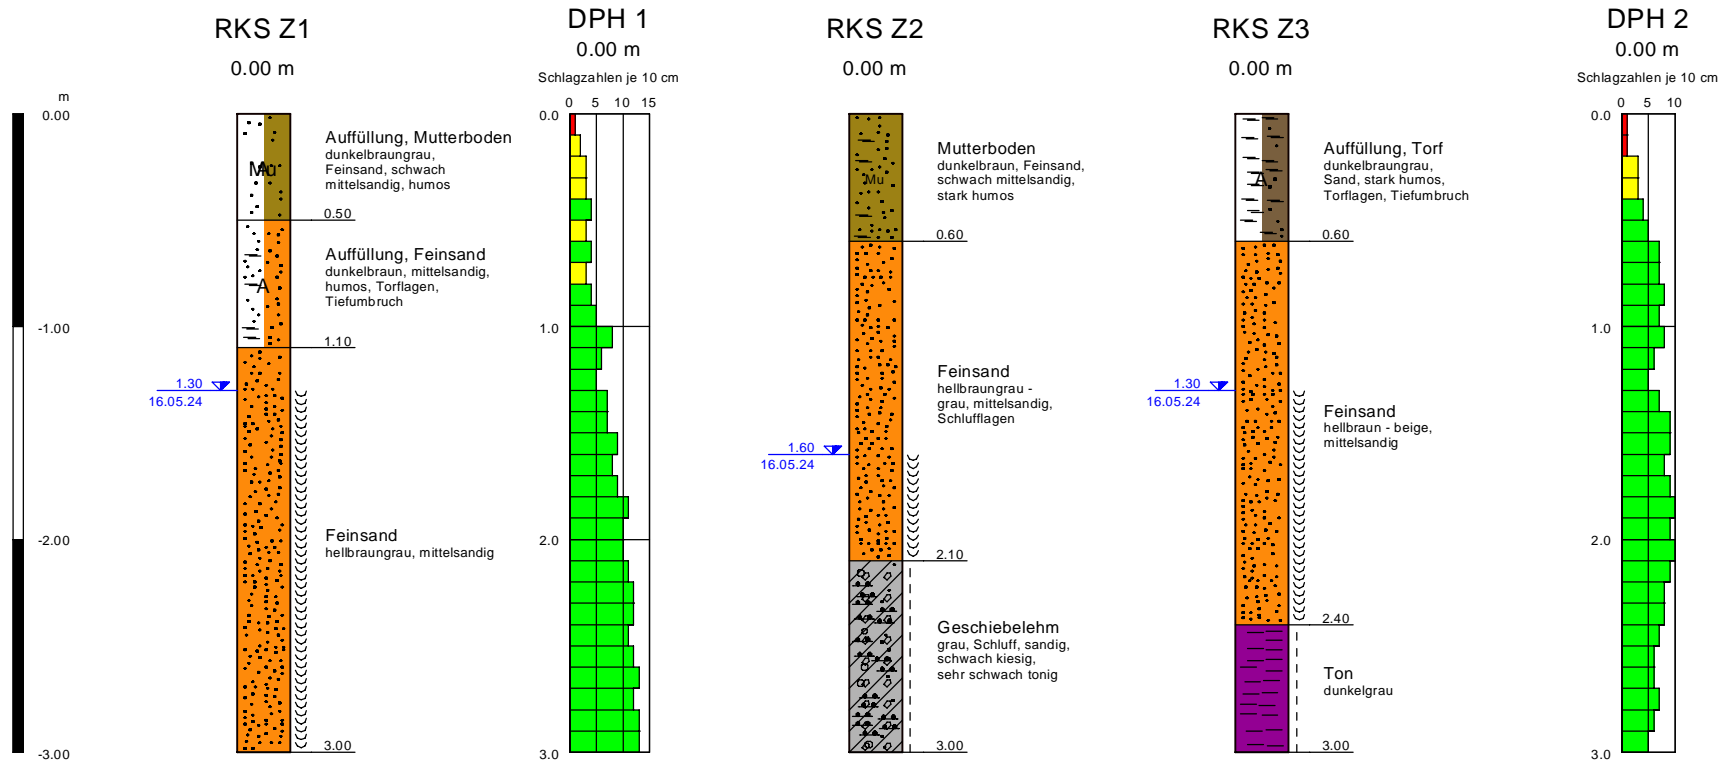 RKS Z1
0.00 m
m
0.00
-1.00
-2.00
-3.00
Mu
A
Auffüllung, Mutterboden
dunkelbraungrau,
Feinsand, schwach
mittelsandig, humos
0.50
Auffüllung, Feinsand
dunkelbraun, mittelsandig,
humos, Torflagen,
Tiefumbruch
1.10
1.30
16.05.24
Feinsand
hellbraungrau, mittelsandig
3.00
DPH 1
0.00 m
Schlagzahlen je 10 cm
0 5 10 15
0.0
1.0
2.0
3.0
RKS Z2
0.00 m
Mu
Mutterboden
dunkelbraun, Feinsand,
schwach mittelsandig,
stark humos
0.60
Feinsand
hellbraungrau -
grau, mittelsandig,
Schlufflagen
1.60
16.05.24
2.10
Geschiebelehm
grau, Schluff, sandig,
schwach kiesig,
sehr schwach tonig
3.00
RKS Z3
0.00 m
A
Auffüllung, Torf
dunkelbraungrau,
Sand, stark humos,
Torflagen, Tiefumbruch
0.60
1.30
16.05.24
Feinsand
hellbraun - beige,
mittelsandig
2.40
Ton
dunkelgrau
3.00
DPH 2
0.00 m
Schlagzahlen je 10 cm
0 5 10
0.0
1.0
2.0
3.0